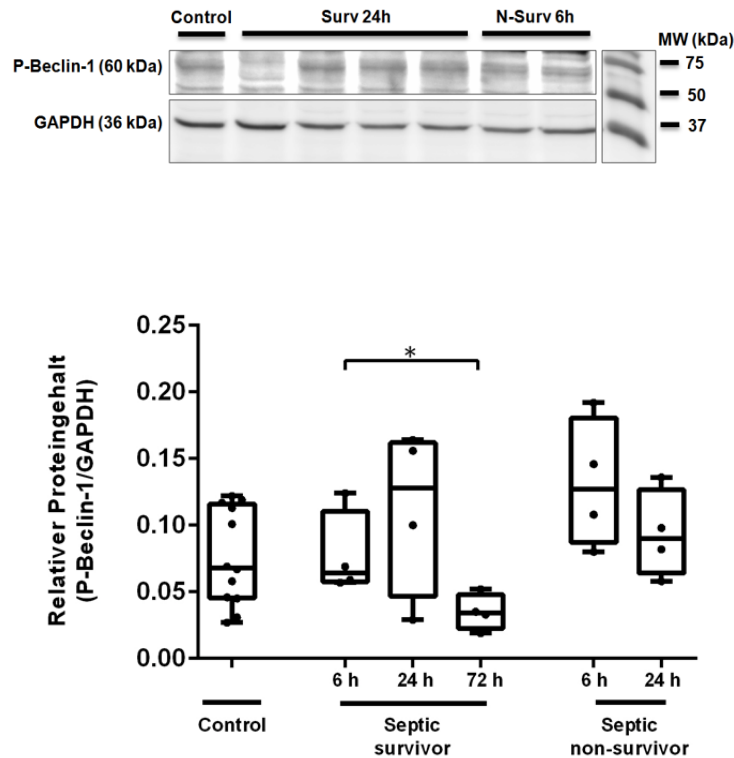 Control Surv 24h N-Surv 6h
MW (kDa)
P-Beclin-1 (60 kDa)
75
50
GAPDH (36 kDa)
37
Relativer Proteingehalt
(P-Beclin-1/GAPDH)
0.25
0.20
0.15
0.10
0.05
0.00
*
6 h 24 h 72 h 6 h 24 h
Control
Septic
survivor
Septic
non-survivor